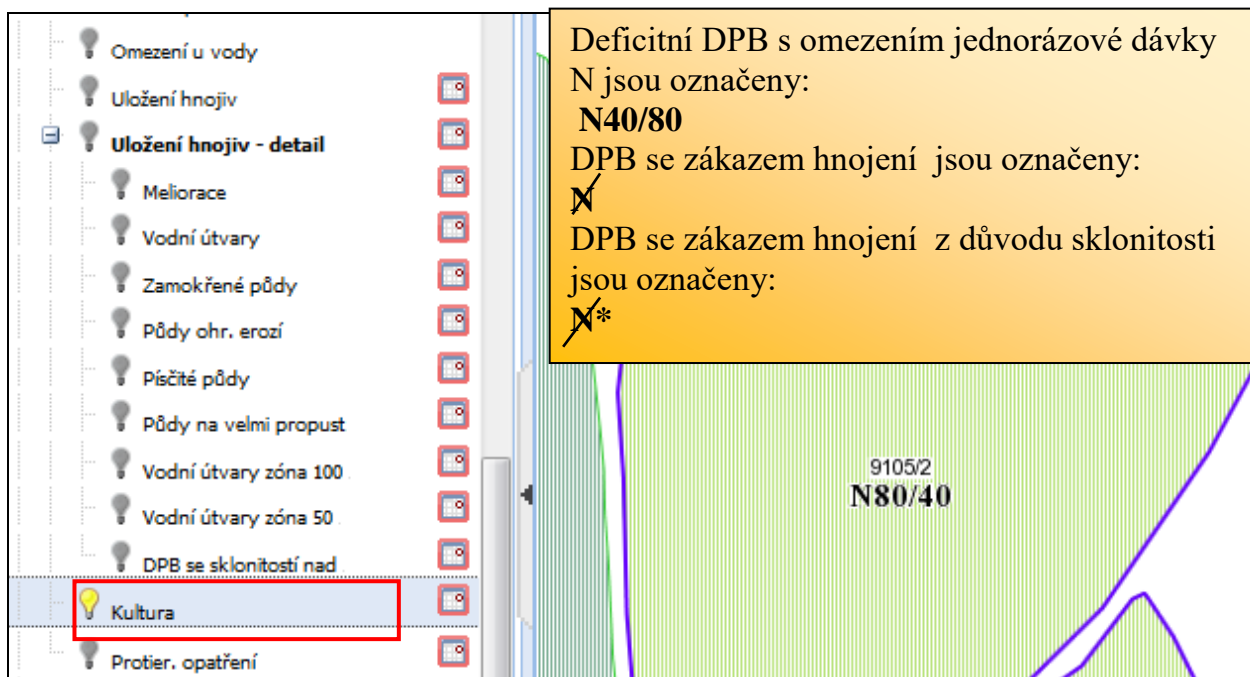 Omezení u vody
Uložení hnojiv
Uložení hnojiv - detail
Meliorace
Vodní útvary
Zamokřené půdy
Půdy ohr. erozí
Písčité půdy
Půdy na velmi propust
Vodní útvary zóna 100
Vodní útvary zóna 50
DPB se sklonitostí nad
Kultura
Protier. opatření
Deficitní DPB s omezením jednorázové dávky
N jsou označeny:
N40/80
DPB se zákazem hnojení jsou označeny:
N
DPB se zákazem hnojení z důvodu sklonitosti
jsou označeny:
N*
9105/2
N80/40